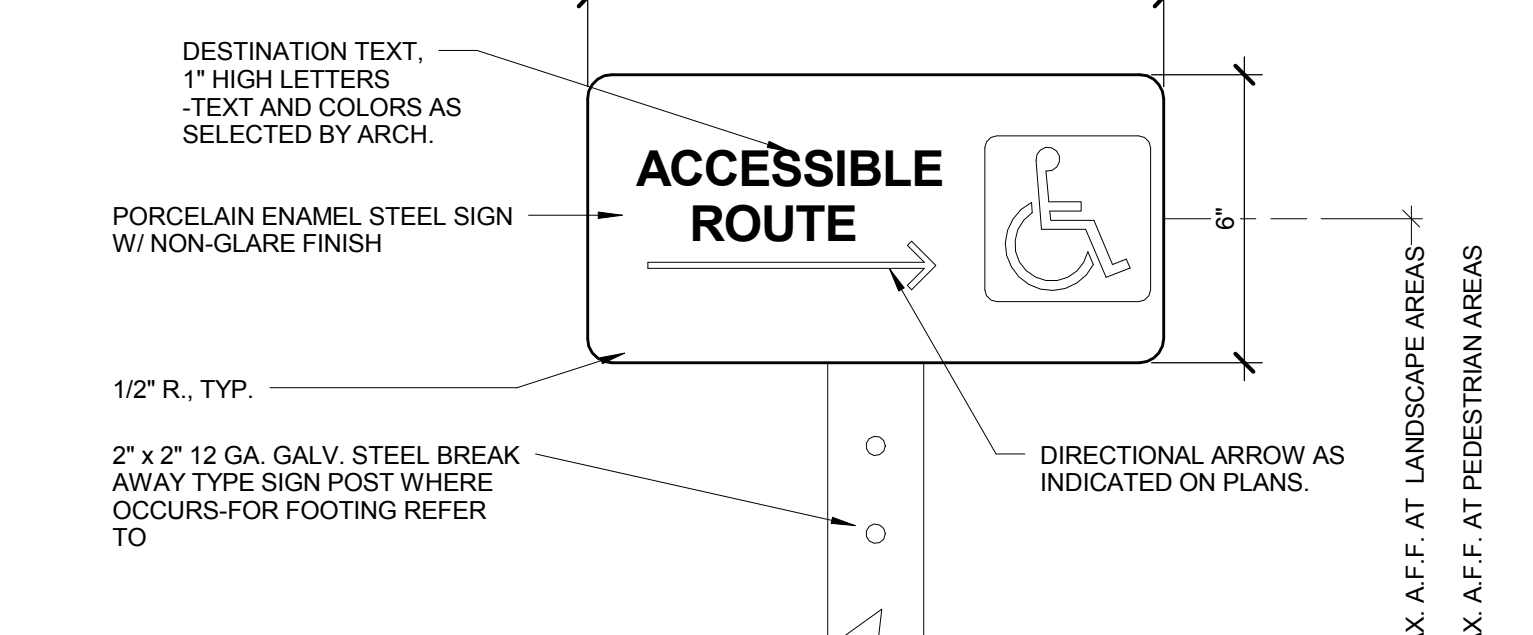 DESTINATION TEXT,
1" HIGH LETTERS
-TEXT AND COLORS AS
SELECTED BY ARCH.
ACCESSIBLE
ROUTE
PORCELAIN ENAMEL STEEL SIGN
W/ NON-GLARE FINISH
6"
1/2" R., TYP.
2" x 2" 12 GA. GALV. STEEL BREAK
AWAY TYPE SIGN POST WHERE
OCCURS-FOR FOOTING REFER
TO
DIRECTIONAL ARROW AS
INDICATED ON PLANS.
A.F.F. AT LANDSCAPE AREAS
A.F.F. AT PEDESTRIAN AREAS